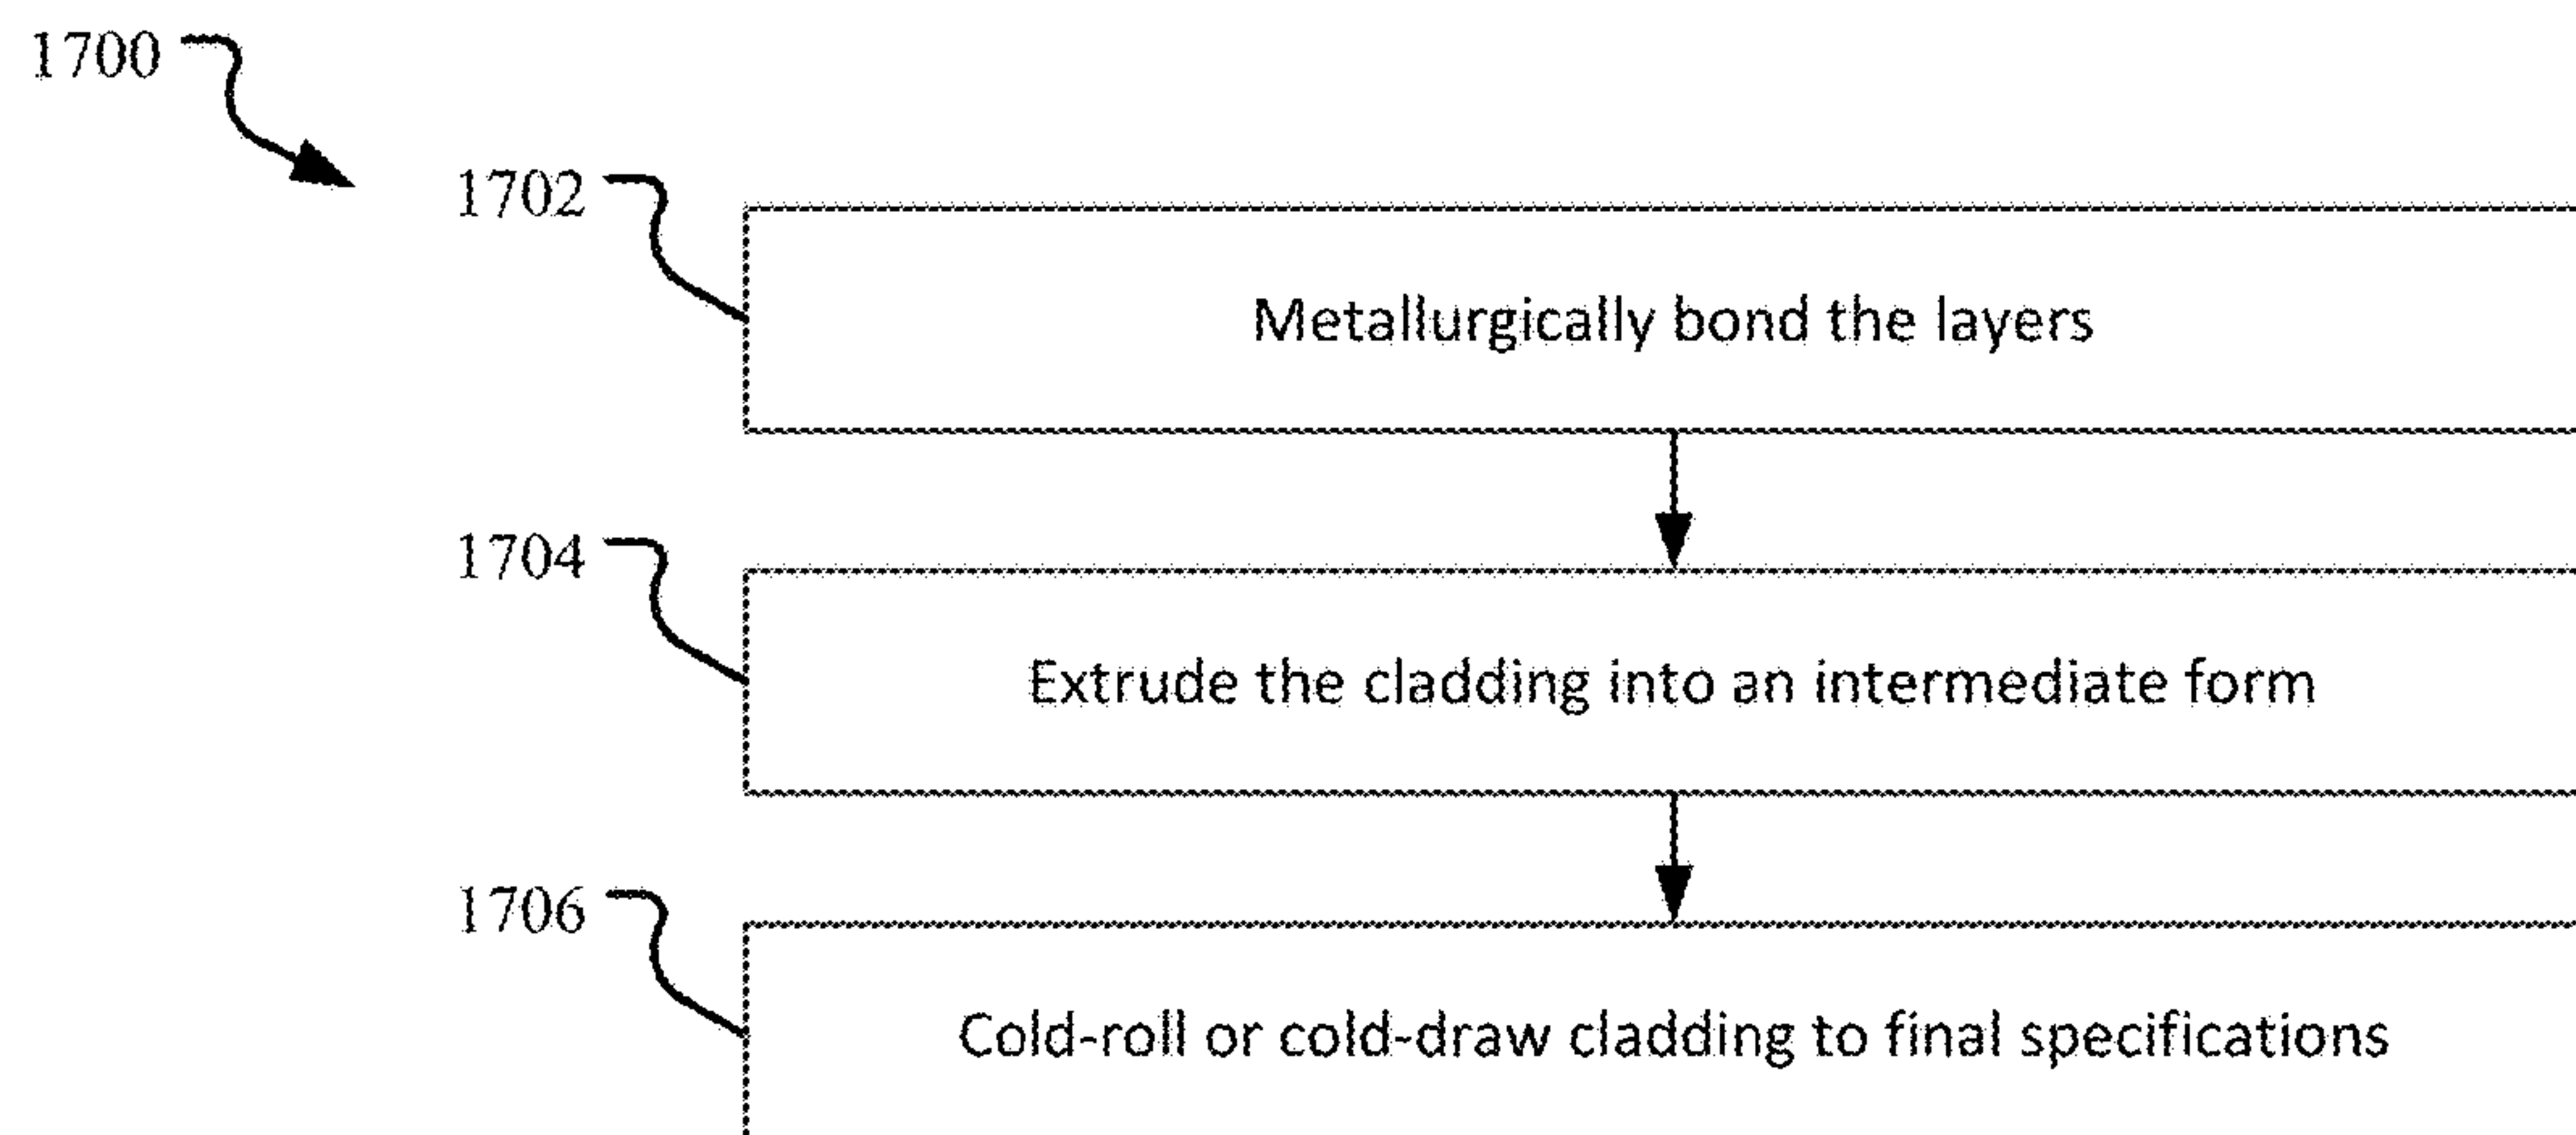 1700
1702
Metallurgically bond the layers
1704
Extrude the cladding into an intermediate form
1706
Cold-roll or cold-draw cladding to final specifications